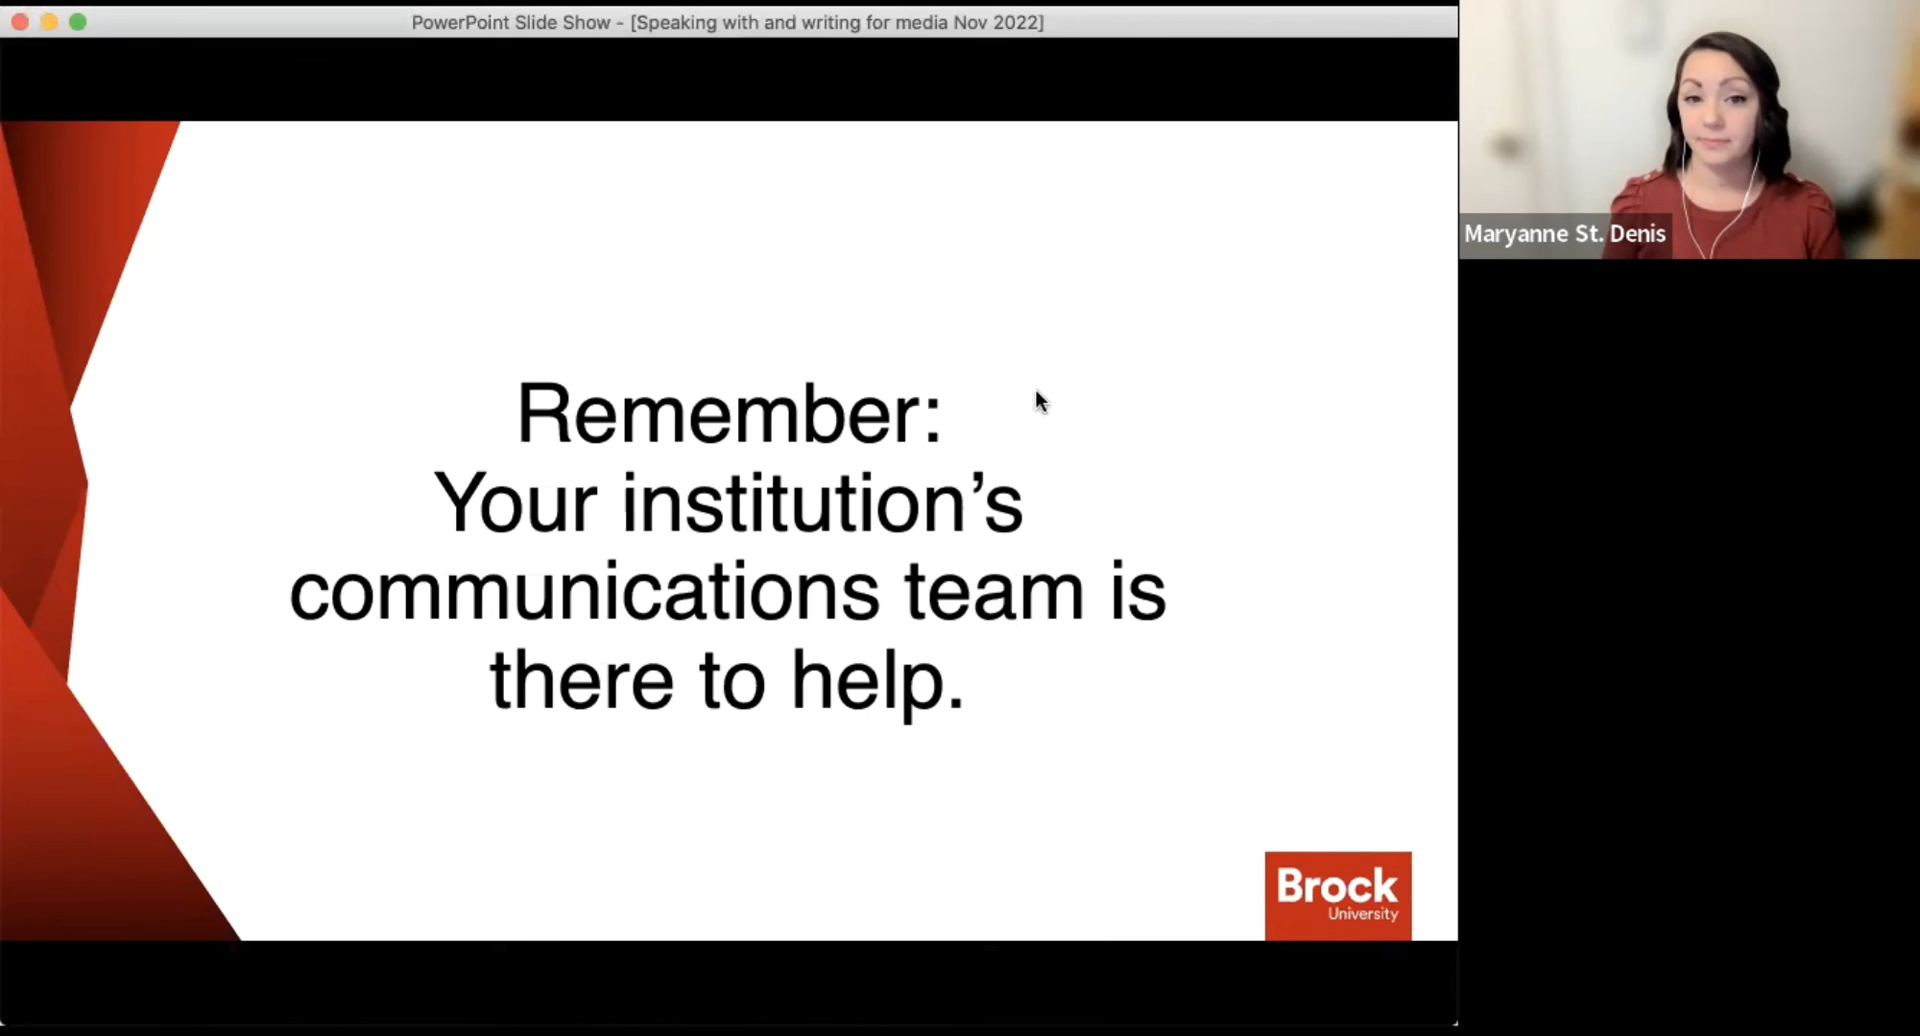 PowerPoint Slide Show - [Speaking with and writing for media Nov 2022]
Maryanne St. Denis
Remember:
Your institution’s
communications team is
there to help.
Brock
University